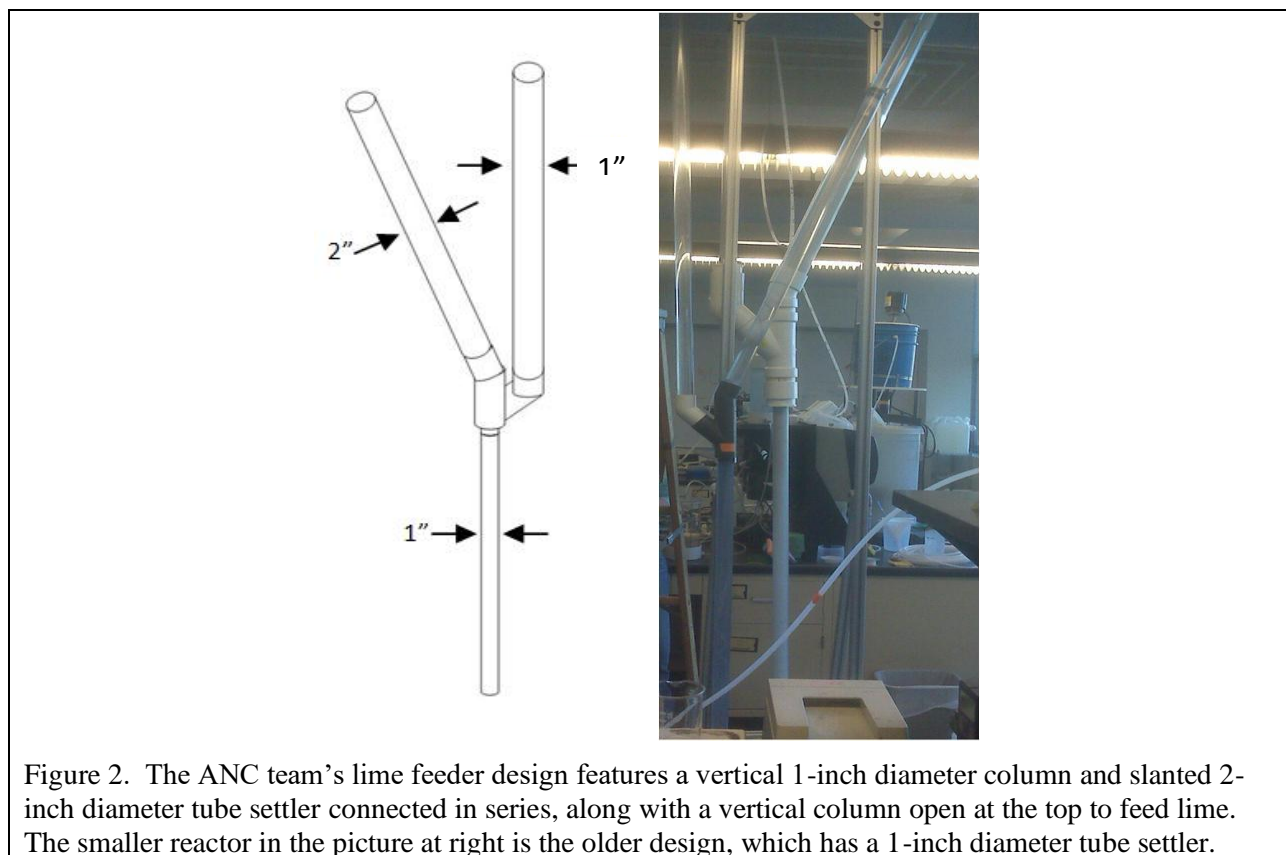 1”
2”
1”
Figure 2. The ANC team’s lime feeder design features a vertical 1-inch diameter column and slanted 2-
inch diameter tube settler connected in series, along with a vertical column open at the top to feed lime.
The smaller reactor in the picture at right is the older design, which has a 1-inch diameter tube settler.